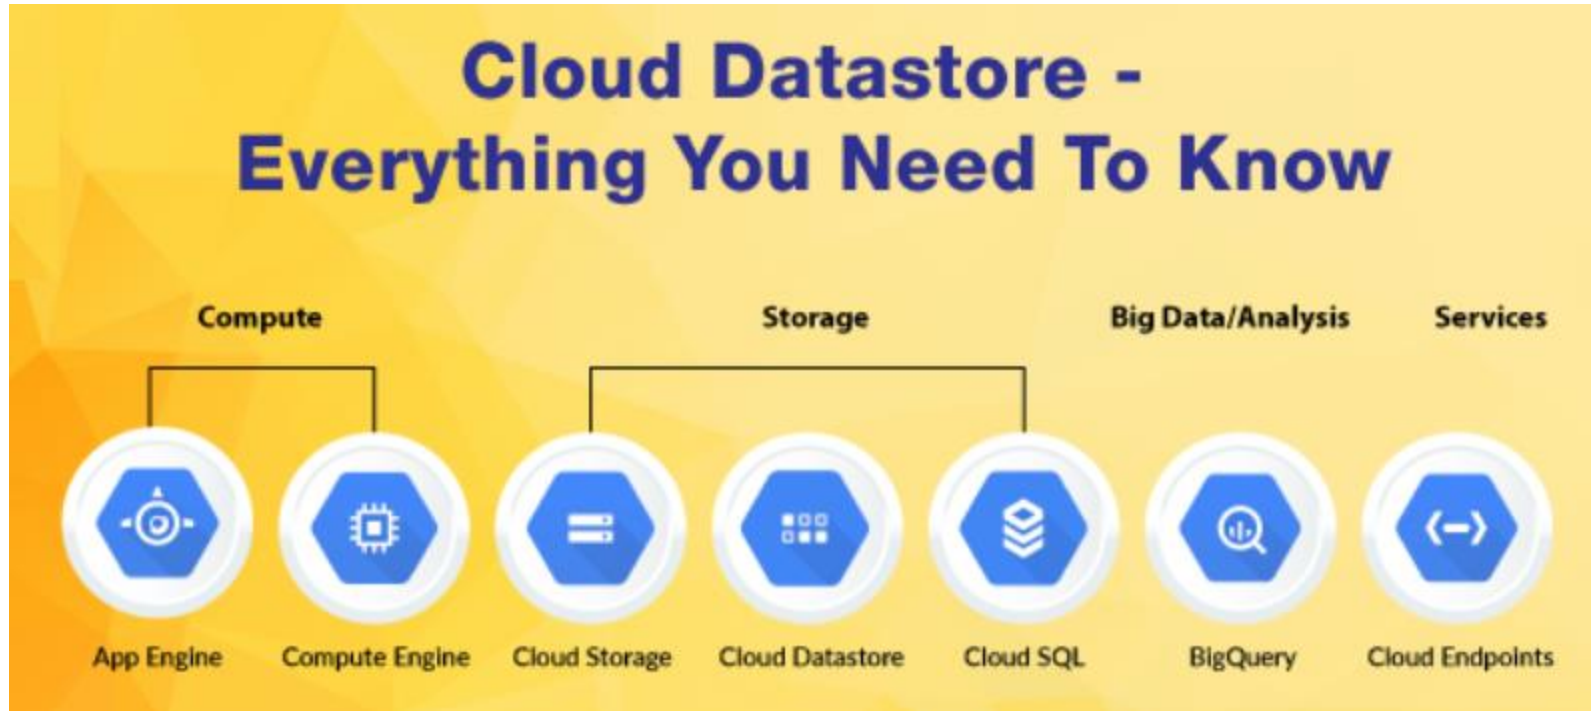 Cloud Datastore -
Everything You Need To Know
Compute
Storage
Big Data/Analysis
Services
App Engine
Compute Engine
Cloud Storage
Cloud Datastore
Cloud SQL
BigQuery
Cloud Endpoints